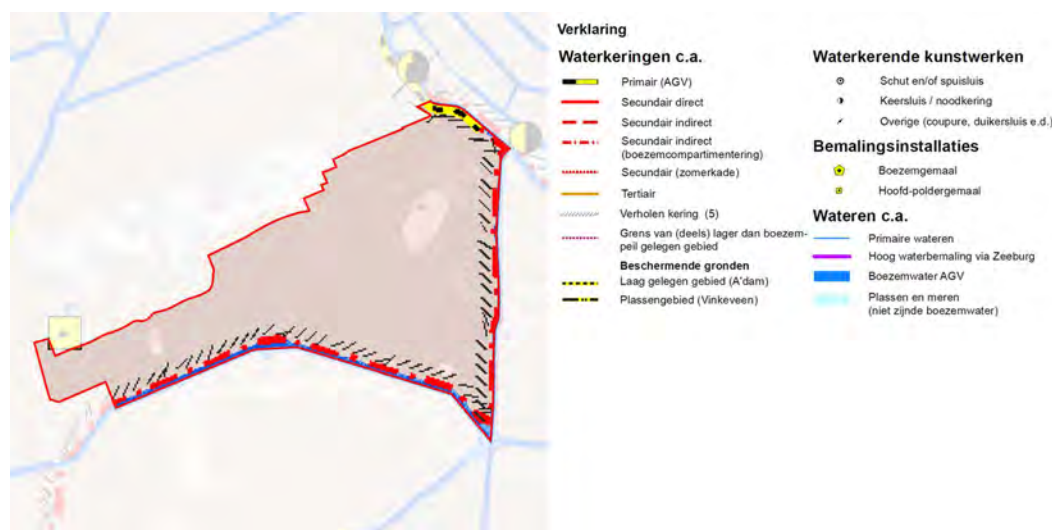 Verklaring
Waterkeringen c.a.
Primair (AGV)
Secundair direct
Secundair indirect
Secundair indirect
(boezemcompartimentering)
Secundair (zomerkade)
Tertiair
Verholen kering (5)
Grens van (deels) lager dan boezem-
peil gelegen gebied
Beschermende gronden
Laag gelegen gebied (A'dam)
Plassengebied (Vinkeveen)
Waterkerende kunstwerken
Schut en/of spuisluis
Keersluis / noodkering
Overige (coupure, duikersluis e.d.)
Bemalingsinstallaties
Boezemgemaal
Hoofd-poldergemaal
Wateren c.a.
Primaire wateren
Hoog waterbemaling via Zeeburg
Boezemwater AGV
Plassen en meren
(niet zijnde boezemwater)